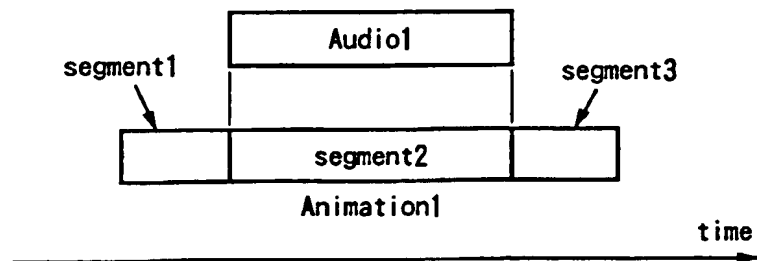 Audio1
segment1
segment3
segment2
Animation1
time